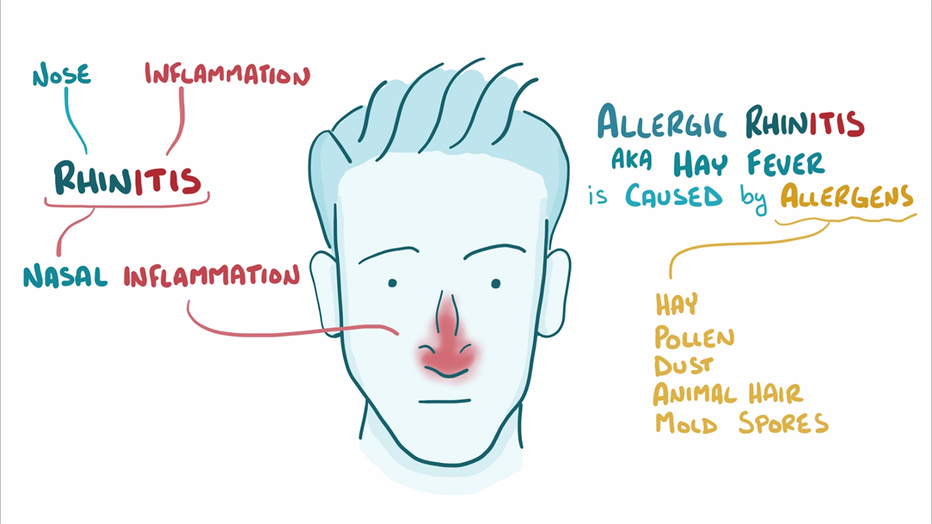 NOSE
INFLAMMATION
RHINITIS
NASAL INFLAMMATION
ALLERGIC RHINITIS
AKA HAY FEVER
is CAUSED by ALLERGENS
HAY
POLLEN
DUST
ANIMAL HAIR
MOLD SPORES